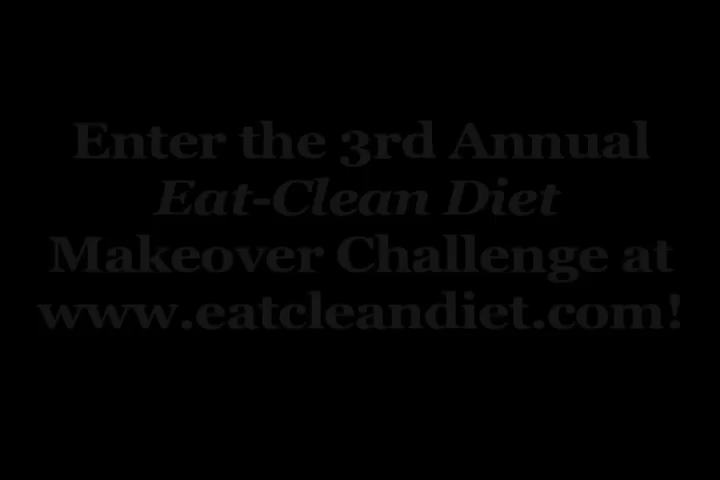 Enter the 3rd Annual
Eat-Clean Diet
Makeover Challenge at
www.eatcleandiet.com!